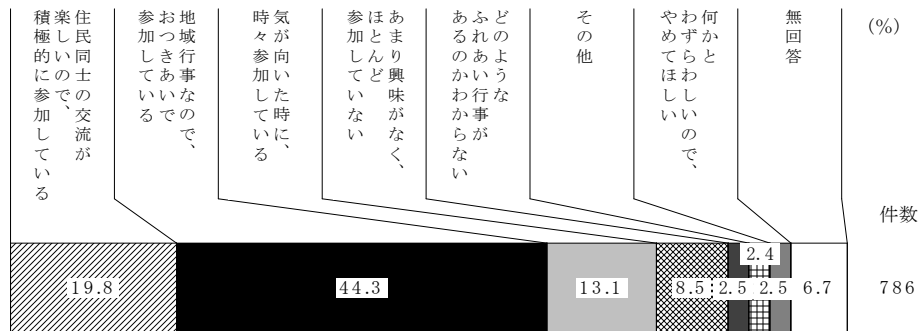 住民同士の交流が
楽しいので、
積極的に参加している
地域行事なので、
おつきあいで
参加している
気が向いた時に、
時々参加している
あまり興味がなく、
ほとんど
参加していない
どのような
ふれあい行事が
あるのかわからない
その他
何かと
わずらわしいので、
やめてほしい
無回答
(%)
件数
19.8
44.3
13.1
8.5
2.5
2.4
2.5
6.7
786